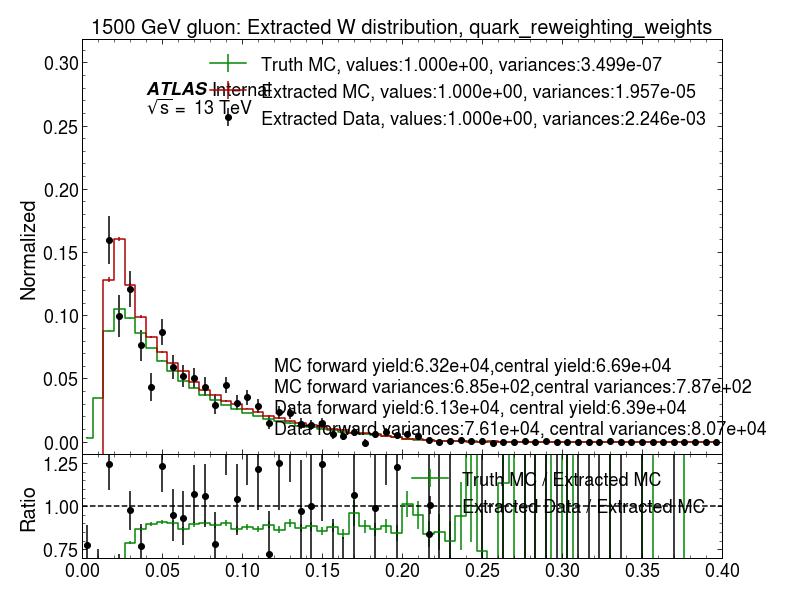 1500 GeV gluon: Extracted W distribution, quark_reweighting_weights
Truth MC, values:1.000e+00, variances:3.499e-07
ATLAS Internal
Extracted MC, values:1.000e+00, variances:1.957e-05
√s = 13 TeV
Extracted Data, values:1.000e+00, variances:2.246e-03
Normalized
0.30
0.25
0.20
0.15
0.10
0.05
0.00
MC forward yield:6.32e+04,central yield:6.69e+04
MC forward variances:6.85e+02,central variances:7.87e+02
Data forward yield:6.13e+04, central yield:6.39e+04
Data forward variances:7.61e+04, central variances:8.07e+04
Ratio
1.25
1.00
0.75
Truth MC / Extracted MC
Extracted Data / Extracted MC
0.00 0.05 0.10 0.15 0.20 0.25 0.30 0.35 0.40